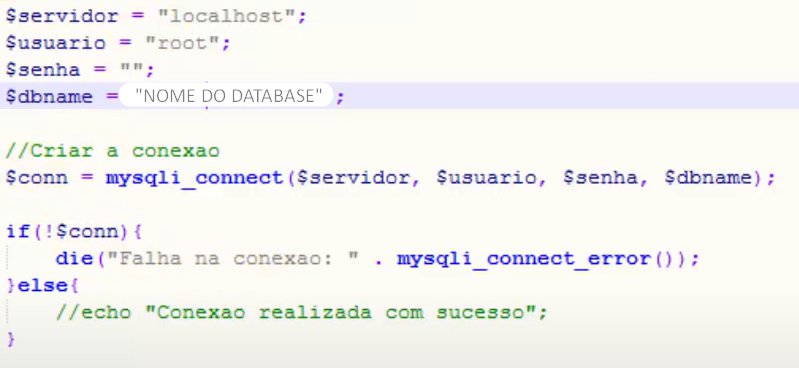 $servidor = "localhost";
$usuario = "root";
$senha = "";
$dbname = "NOME DO DATABASE" ;
//Criar a conexao
$conn = mysqli_connect($servidor, $usuario, $senha, $dbname);
if(!$conn){
die("Falha na conexao: " . mysqli_connect_error());
}else{
//echo "Conexao realizada com sucesso";
}